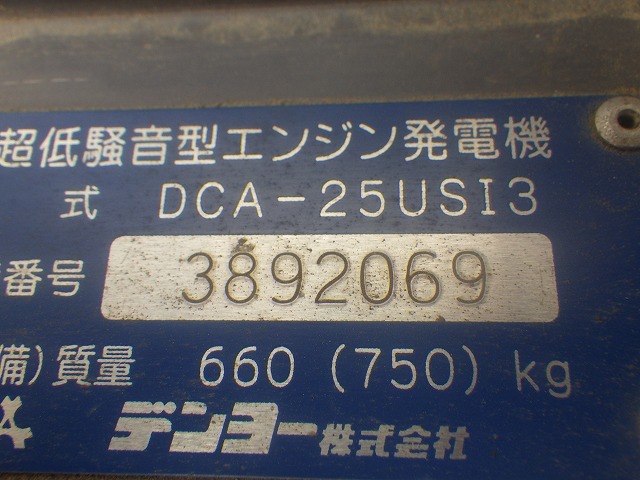 超低騒音型エンジン発電機
式 DCA-25USI3
番号 3892069
備)質量 660 (750) kg
デンヨー株式会社